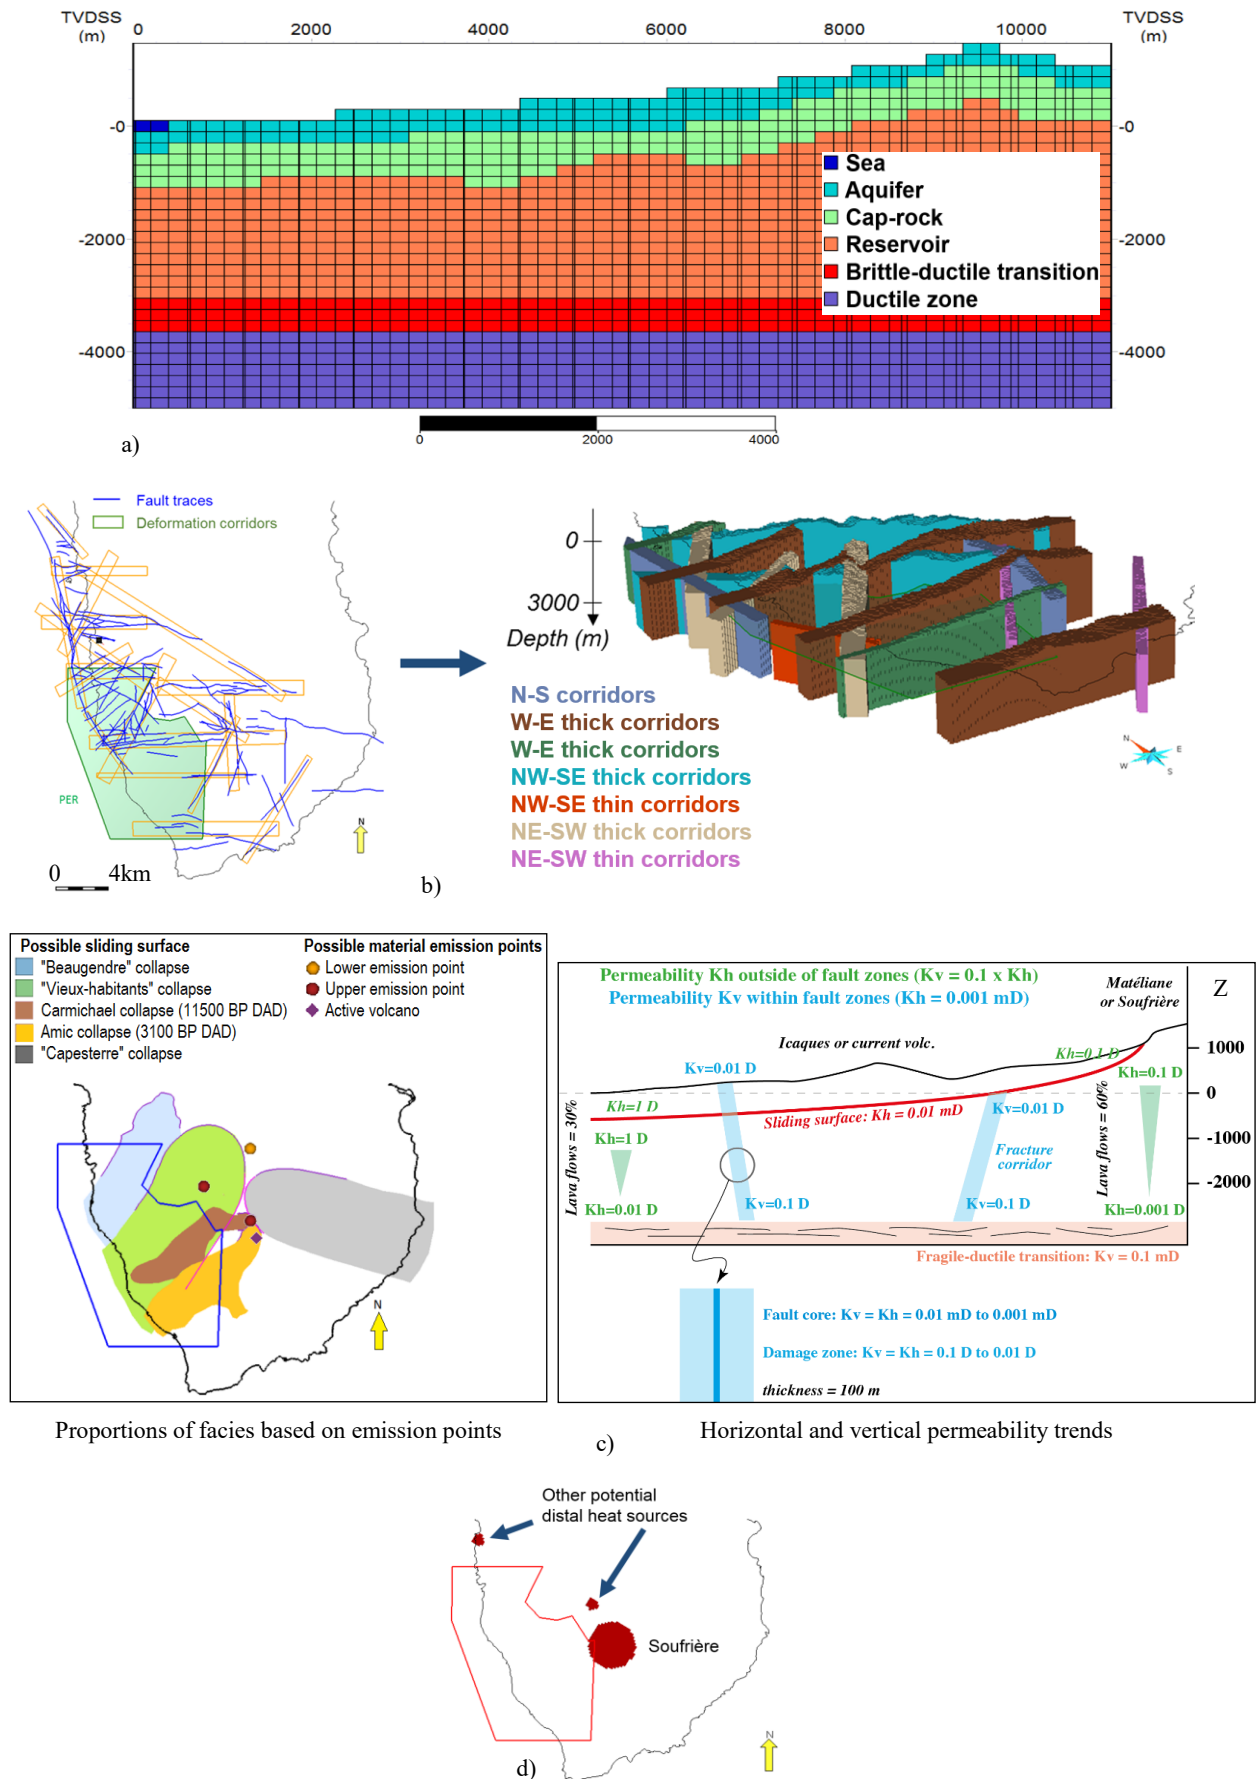 TVDSS
(m)
0
2000
4000
6000
8000
10000
TVDSS
(m)
-0
-0
-2000
-2000
-4000
-4000
Sea
Aquifer
Cap-rock
Reservoir
Brittle-ductile transition
Ductile zone
0
2000
4000
a)
Fault traces
Deformation corridors
PER
N
0
4km
0
3000
Depth (m)
N-S corridors
W-E thick corridors
W-E thick corridors
NW-SE thick corridors
NW-SE thin corridors
NE-SW thick corridors
NE-SW thin corridors
N
E
W
S
b)
Possible sliding surface
"Beaugendre" collapse
"Vieux-habitants" collapse
Carmichael collapse (11500 BP DAD)
Amic collapse (3100 BP DAD)
"Capesterre" collapse
Possible material emission points
Lower emission point
Upper emission point
Active volcano
N
Permeability Kh outside of fault zones (Kv = 0.1 x Kh)
Permeability Kv within fault zones (Kh = 0.001 mD)
Matéliane
or Soufrière
Z
Icaques or current volc.
1000
0
-1000
-2000
Kh=0.1 D
Kh=0.1 D
Kv=0.01 D
Kh=1 D
Sliding surface: Kh = 0.01 mD
Kv=0.01 D
Kh=1 D
Fracture
corridor
Lava flows = 30%
Lava flows = 60%
Kh=0.01 D
Kv=0.1 D
Kv=0.1 D
Kh=0.001 D
Fragile-ductile transition: Kv = 0.1 mD
Fault core: Kv = Kh = 0.01 mD to 0.001 mD
Damage zone: Kv = Kh = 0.1 D to 0.01 D
thickness = 100 m
Proportions of facies based on emission points
c)
Horizontal and vertical permeability trends
Other potential
distal heat sources
Soufrière
N
d)